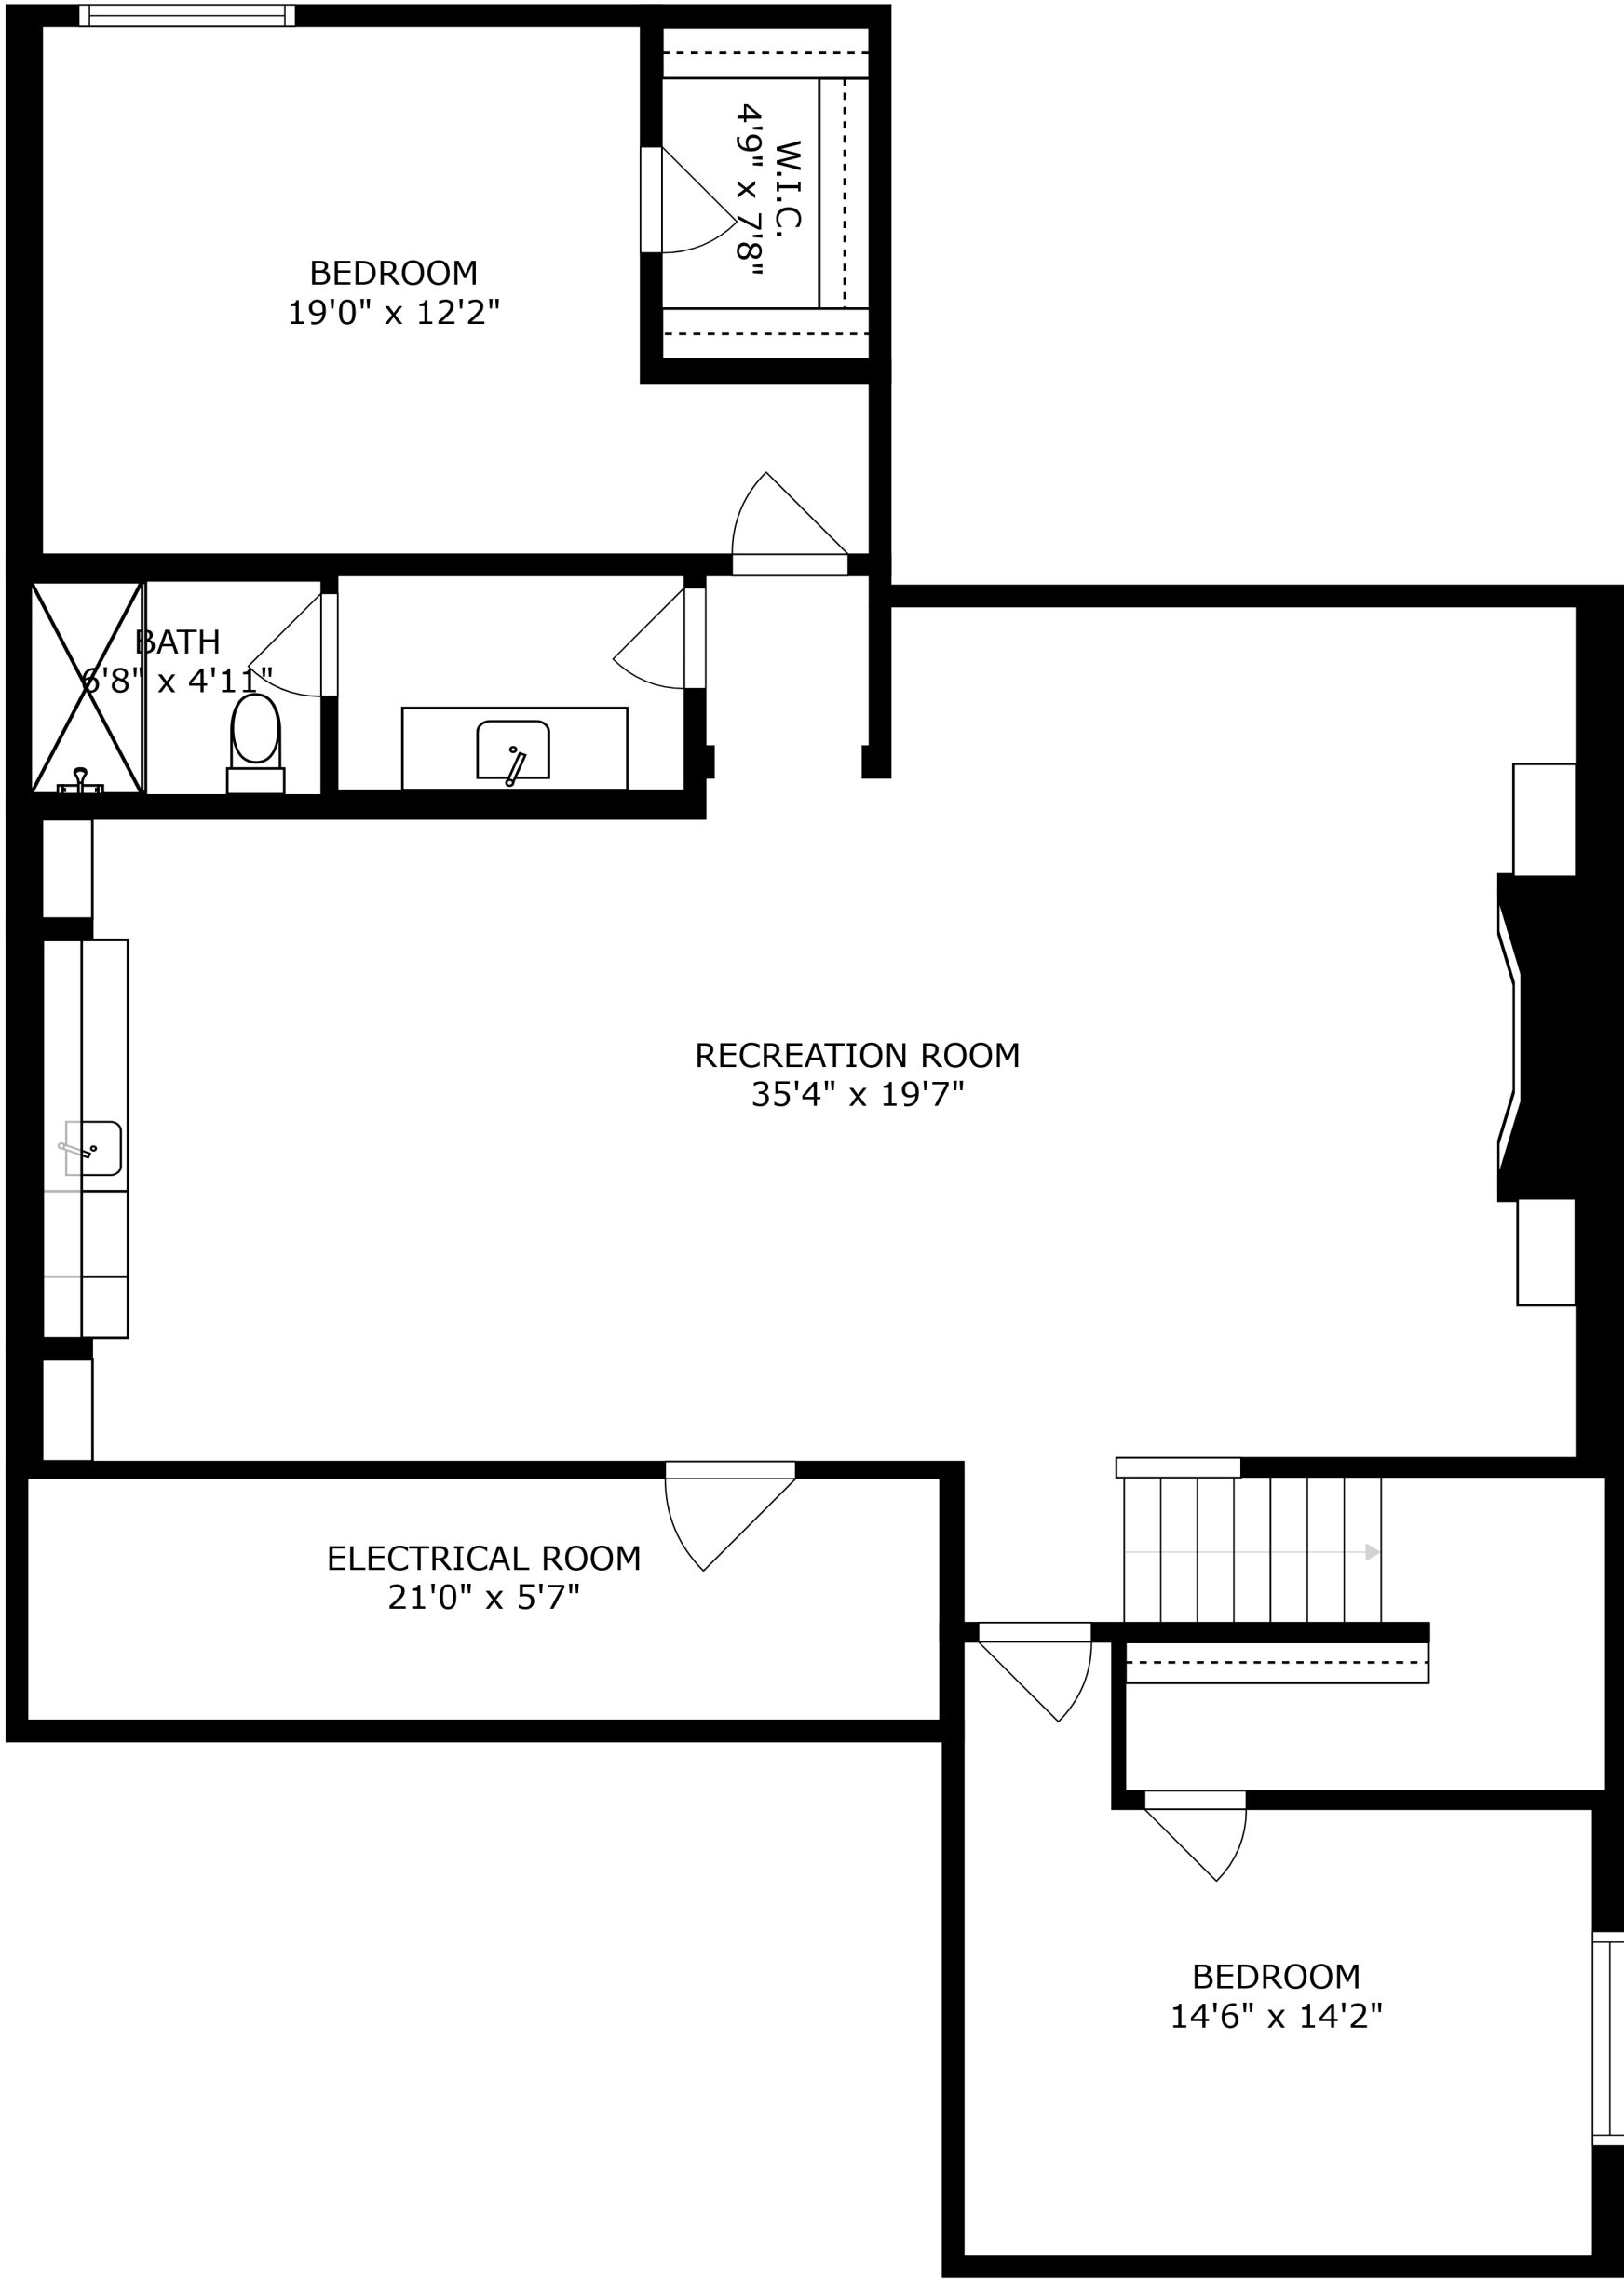 W.I.C.
4'9" x 7'8"
BEDROOM
19'0" x 12'2"
BATH
6'8" x 4'11"
RECREATION ROOM
35'4" x 19'7"
ELECTRICAL ROOM
21'0" x 5'7"
BEDROOM
14'6" x 14'2"